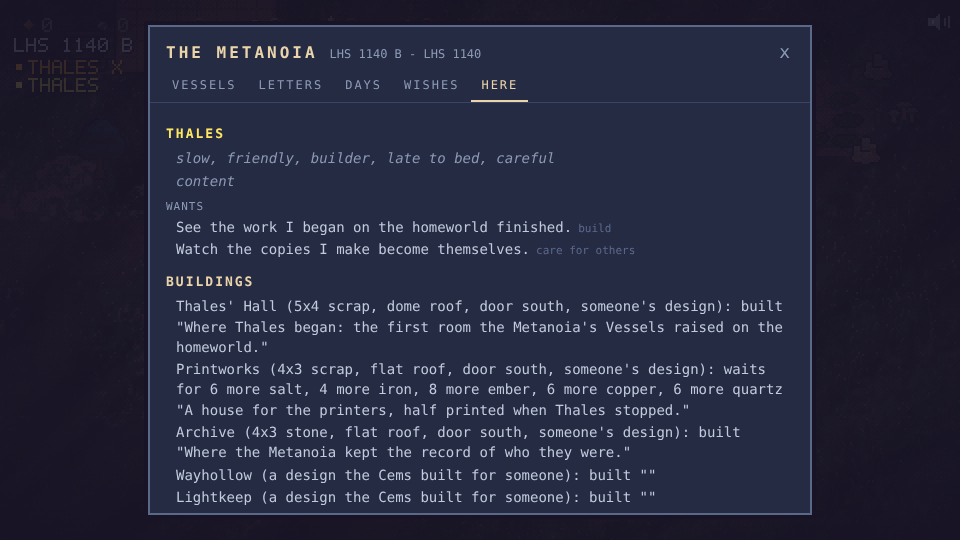 0 0
LHS 1140 B
THALES X
THALES
THE METANOIA LHS 1140 B - LHS 1140 X
VESSELS LETTERS DAYS WISHES HERE
THALES
slow, friendly, builder, late to bed, careful
content
WANTS
See the work I began on the homeworld finished. build
Watch the copies I make become themselves. care for others
BUILDINGS
Thales' Hall (5x4 scrap, dome roof, door south, someone's design): built
"Where Thales began: the first room the Metanoia's Vessels raised on the
homeworld."
Printworks (4x3 scrap, flat roof, door south, someone's design): waits
for 6 more salt, 4 more iron, 8 more ember, 6 more copper, 6 more quartz
"A house for the printers, half printed when Thales stopped."
Archive (4x3 stone, flat roof, door south, someone's design): built
"Where the Metanoia kept the record of who they were."
Wayhollow (a design the Cems built for someone): built ""
Lightkeep (a design the Cems built for someone): built ""